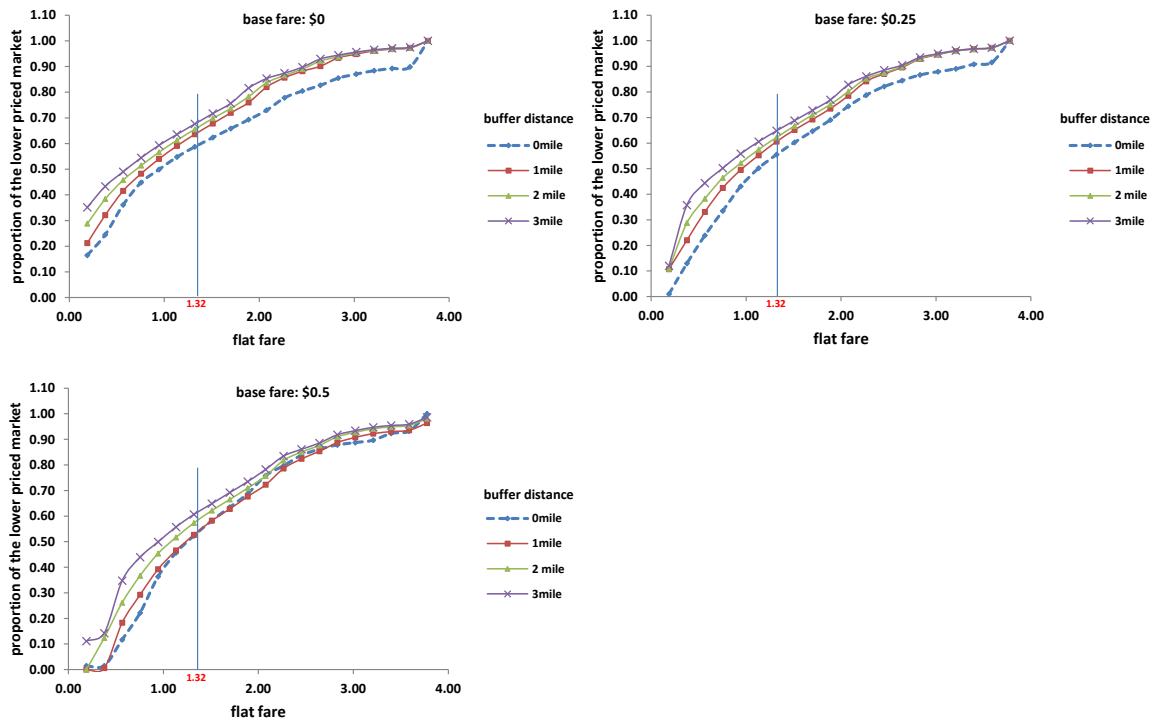 base fare: $0
proportion of the lower priced market
1.10
1.00
0.90
0.80
0.70
0.60
0.50
0.40
0.30
0.20
0.10
0.00
0.00
1.00
2.00
3.00
4.00
1.32
flat fare
buffer distance
0mile
1mile
2 mile
3mile
base fare: $0.25
proportion of the lower priced market
1.10
1.00
0.90
0.80
0.70
0.60
0.50
0.40
0.30
0.20
0.10
0.00
0.00
1.00
2.00
3.00
4.00
1.32
flat fare
buffer distance
0mile
1mile
2 mile
3mile
base fare: $0.5
proportion of the lower priced market
1.10
1.00
0.90
0.80
0.70
0.60
0.50
0.40
0.30
0.20
0.10
0.00
0.00
1.00
2.00
3.00
4.00
1.32
flat fare
buffer distance
0mile
1mile
2 mile
3mile